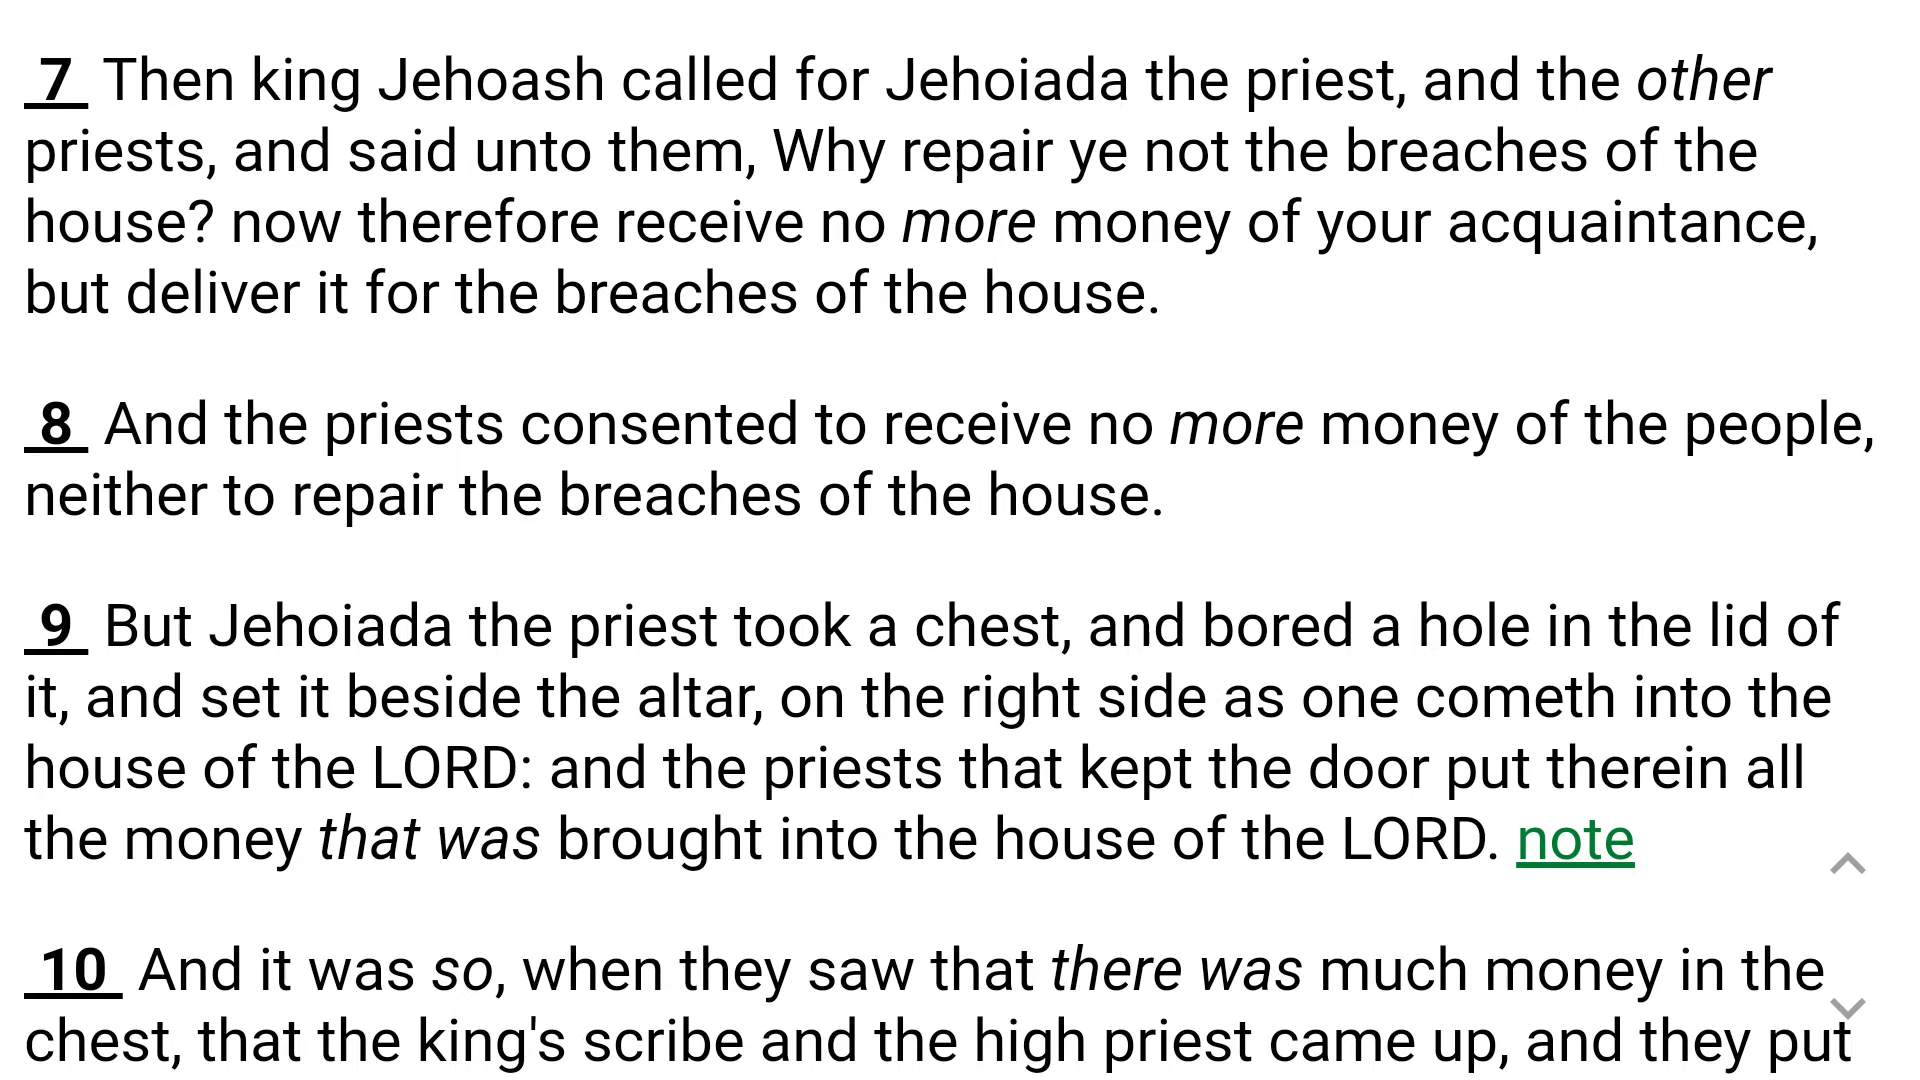 7 Then king Jehoash called for Jehoiada the priest, and the other
priests, and said unto them, Why repair ye not the breaches of the
house? now therefore receive no more money of your acquaintance,
but deliver it for the breaches of the house.
8 And the priests consented to receive no more money of the people,
neither to repair the breaches of the house.
9 But Jehoiada the priest took a chest, and bored a hole in the lid of
it, and set it beside the altar, on the right side as one cometh into the
house of the LORD: and the priests that kept the door put therein all
the money that was brought into the house of the LORD. note
10 And it was so, when they saw that there was much money in the
chest, that the king's scribe and the high priest came up, and they put